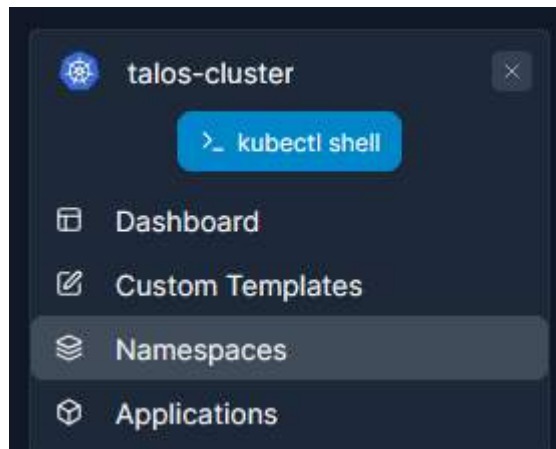 talos-cluster
>_ kubectl shell
Dashboard
Custom Templates
Namespaces
Applications